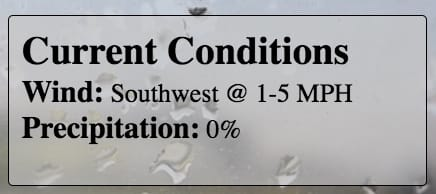 Current Conditions
Wind: Southwest @ 1-5 MPH
Precipitation: 0%